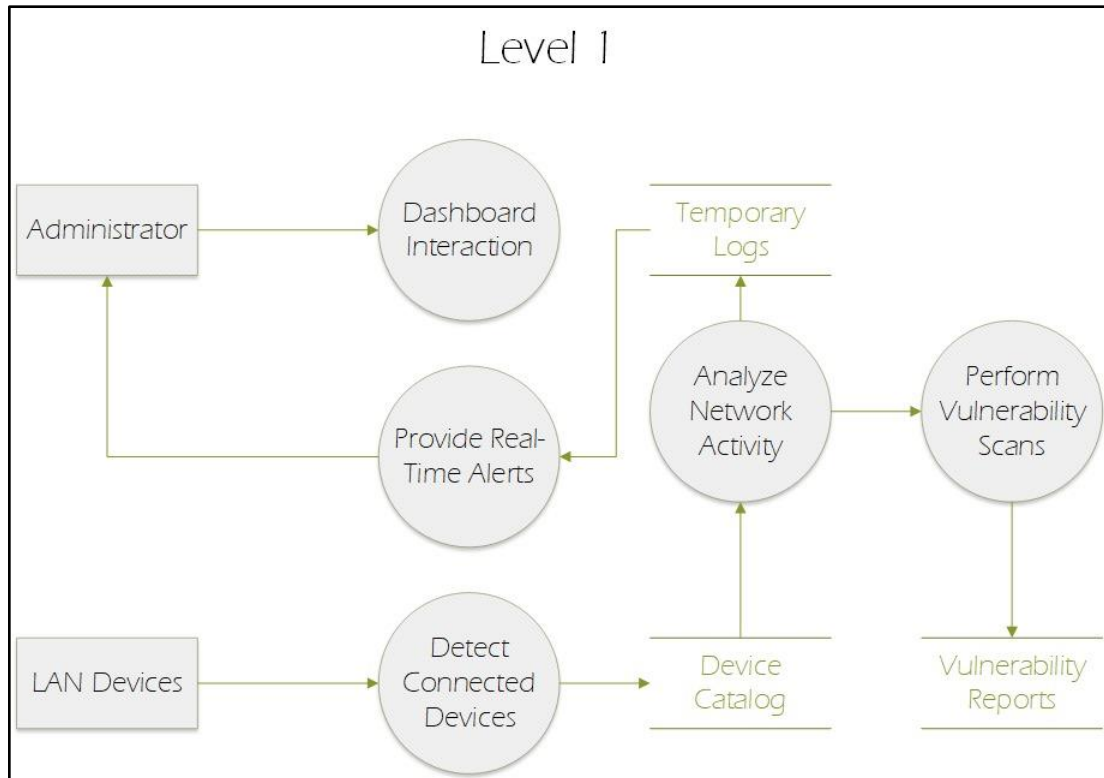 Level 1
Administrator
Dashboard
Interaction
Temporary
Logs
Analyze
Network
Activity
Perform
Vulnerability
Scans
Provide Real-
Time Alerts
LAN Devices
Detect
Connected
Devices
Device
Catalog
Vulnerability
Reports